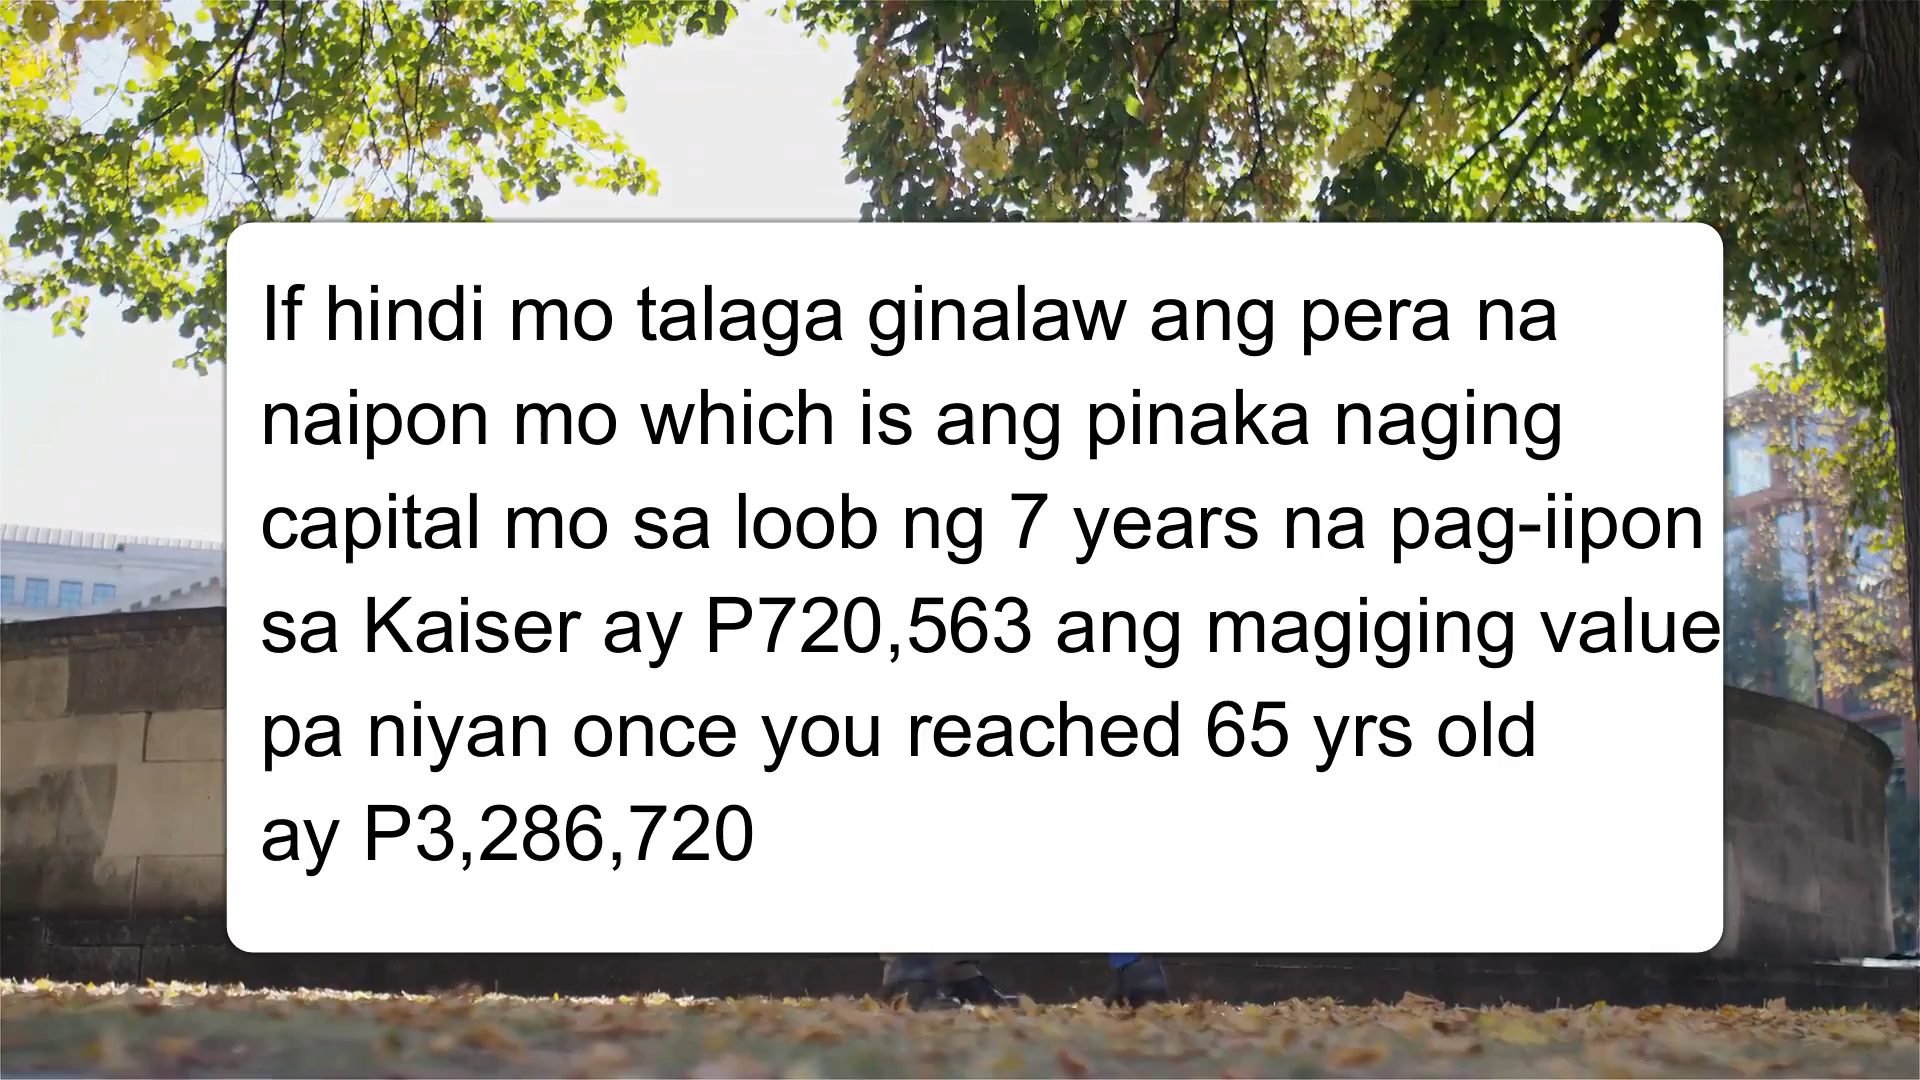 If hindi mo talaga ginalaw ang pera na
naipon mo which is ang pinaka naging
capital mo sa loob ng 7 years na pag-iipon
sa Kaiser ay P720,563 ang magiging value
pa niyan once you reached 65 yrs old
ay P3,286,720